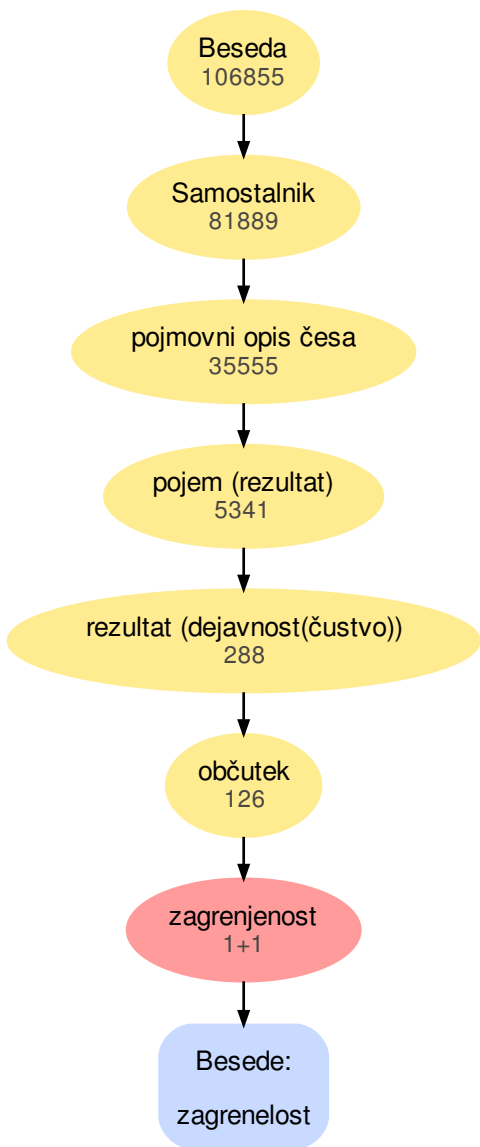 Beseda
106855
Samostalnik
81889
pojmovni opis česa
35555
pojem (rezultat)
5341
rezultat (dejavnost(čustvo))
288
občutek
126
zagrenjenost
1+1
Besede:
zagrenelost